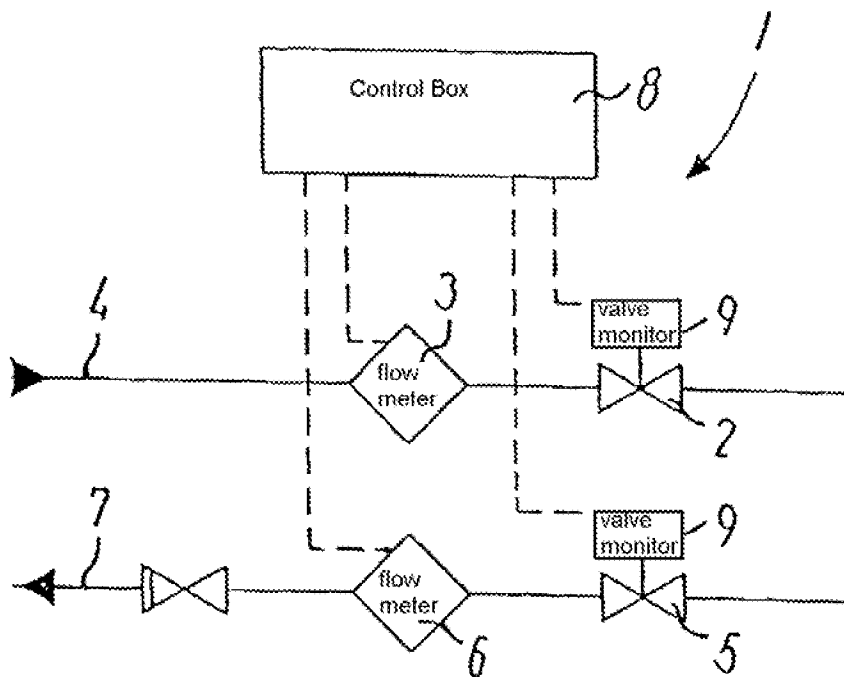 1
Control Box
8
4
3
valve
monitor
9
flow
meter
2
7
valve
monitor
9
flow
meter
6
5